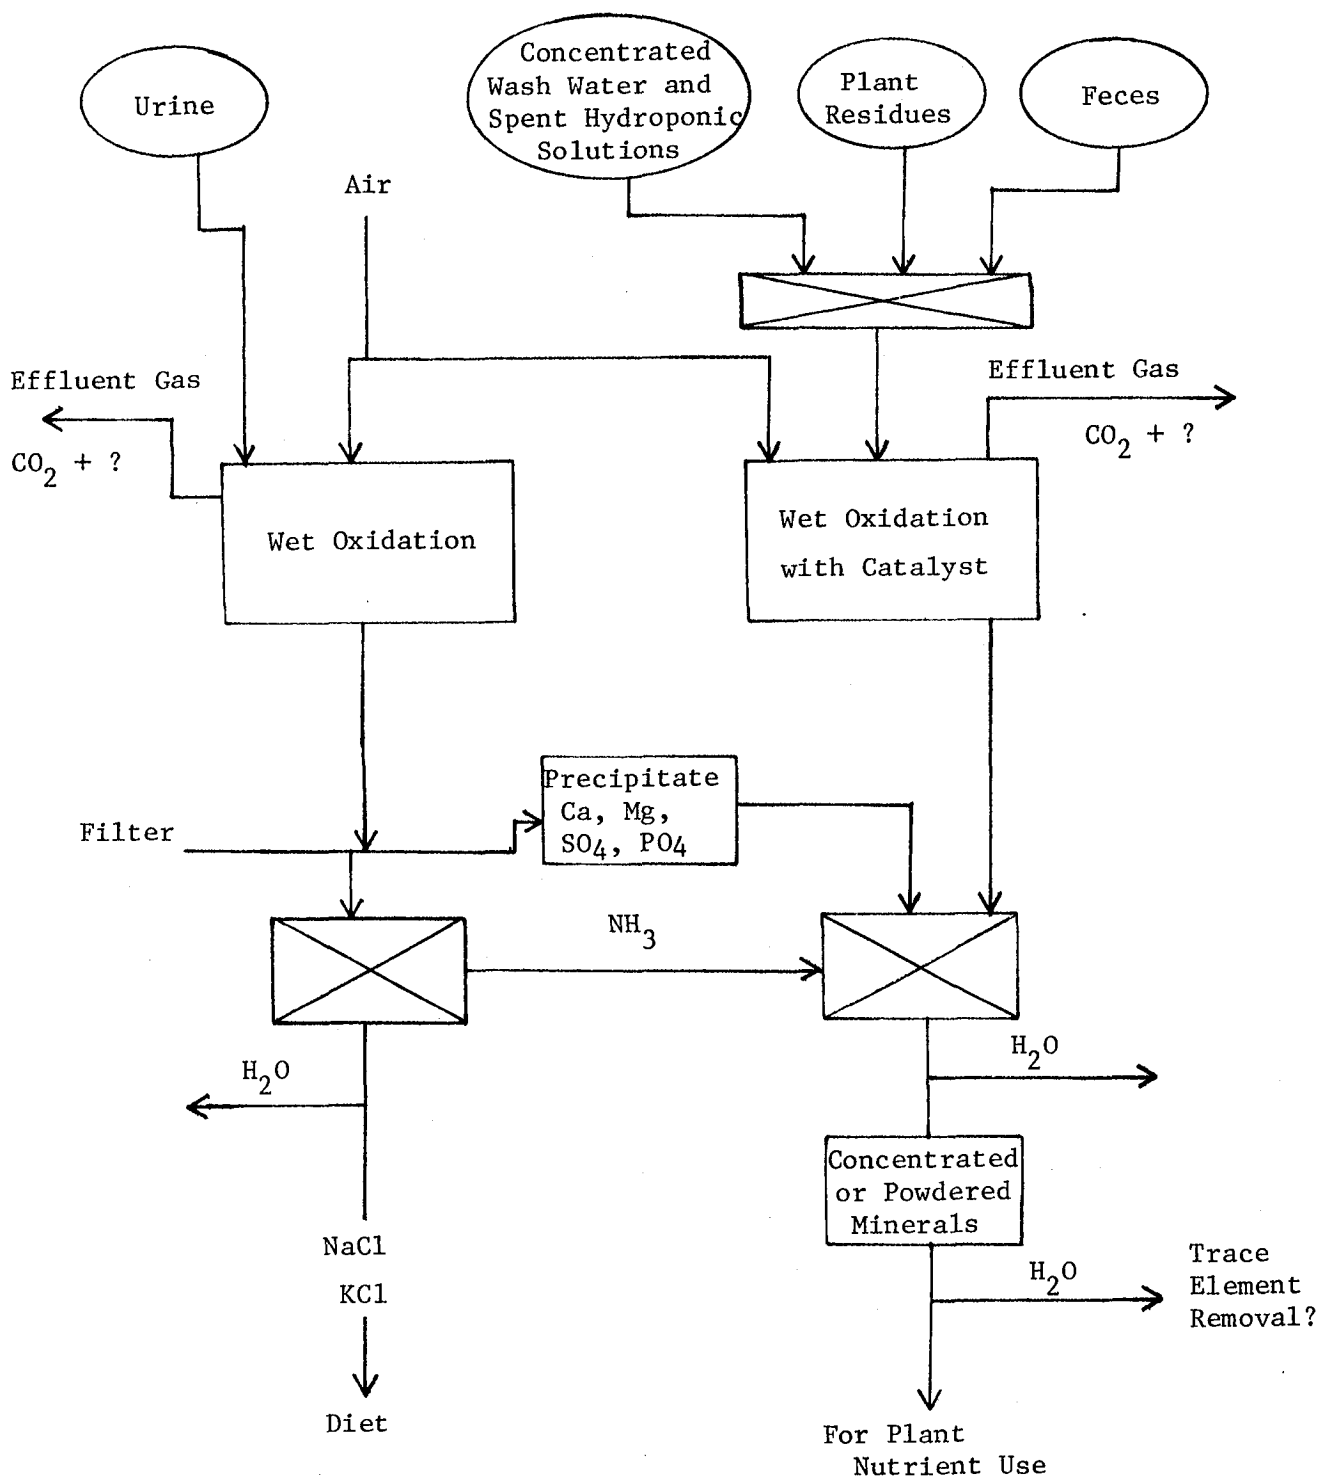 Urine
Concentrated
Wash Water and
Spent Hydroponic
Solutions
Plant
Residues
Feces
Air
Effluent Gas
CO2 + ?
Effluent Gas
CO2 + ?
Wet Oxidation
Wet Oxidation
with Catalyst
Filter
Precipitate
Ca, Mg,
SO4, PO4
NH3
H2O
H2O
Concentrated
or Powdered
Minerals
NaCl
KCl
H2O
Trace
Element
Removal?
Diet
For Plant
Nutrient Use